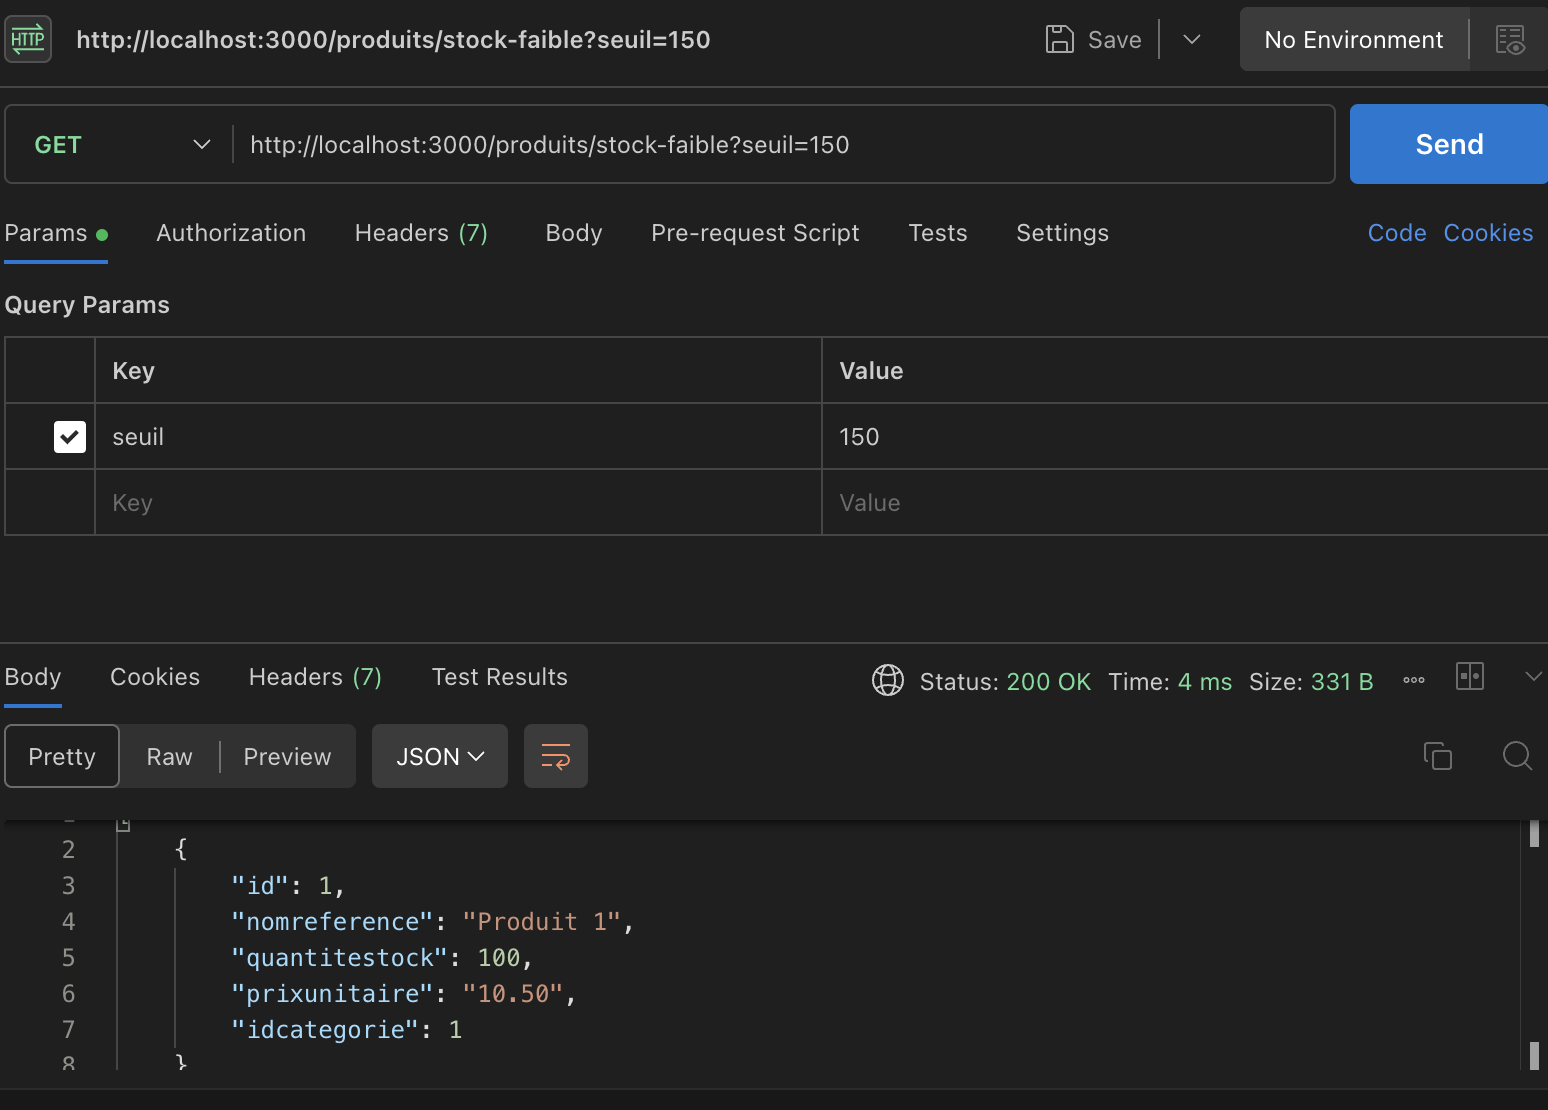 HTTP http://localhost:3000/produits/stock-faible?seuil=150 Save No Environment
GET http://localhost:3000/produits/stock-faible?seuil=150 Send
Params Authorization Headers (7) Body Pre-request Script Tests Settings Code Cookies
Query Params
Key Value
seuil 150
Key Value
Body Cookies Headers (7) Test Results Status: 200 OK Time: 4 ms Size: 331 B
Pretty Raw Preview JSON
2 {
3 "id": 1,
4 "nomreference": "Produit 1",
5 "quantitestock": 100,
6 "prixunitaire": "10.50",
7 "idcategorie": 1
8 }